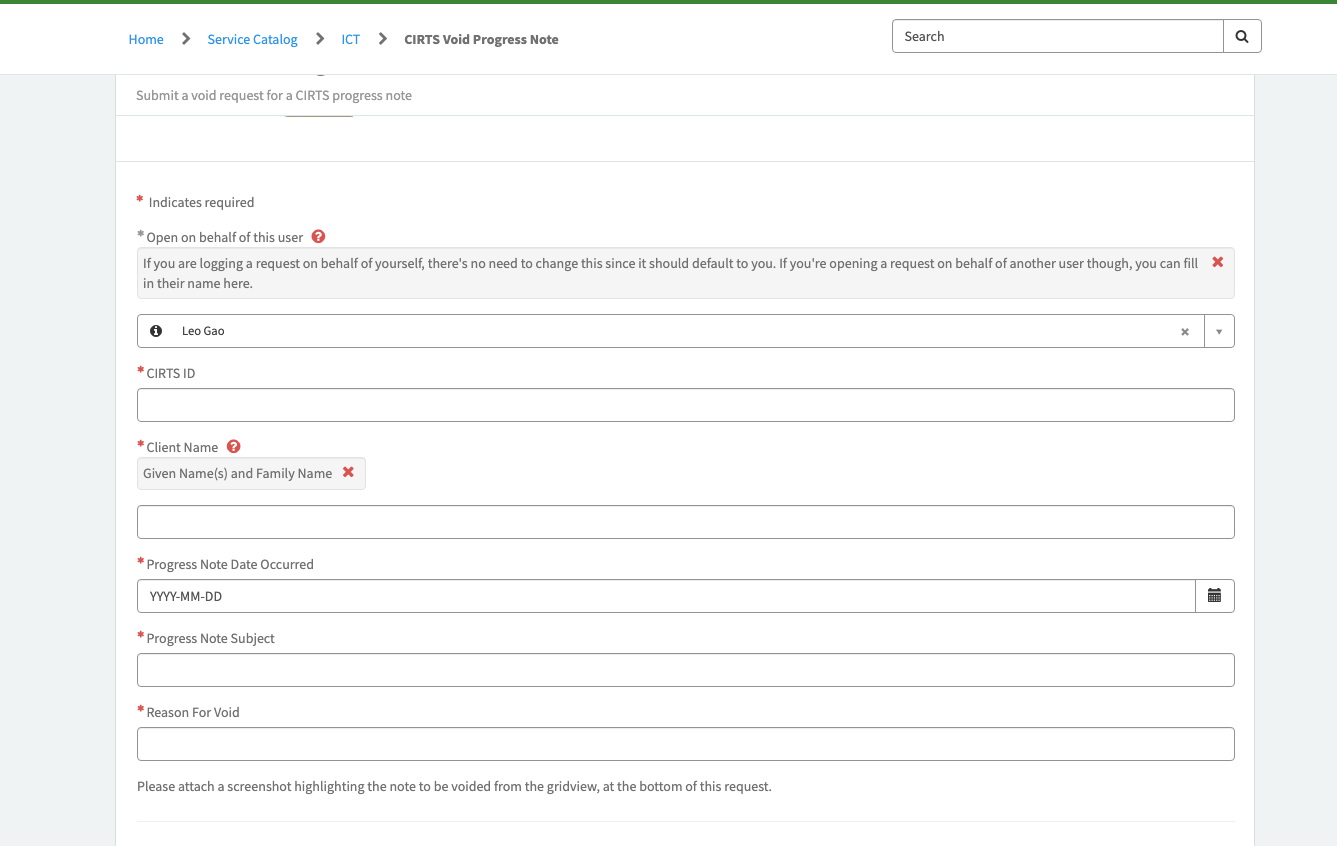 Home Service Catalog ICT CIRTS Void Progress Note
Search
Submit a void request for a CIRTS progress note
* Indicates required
* Open on behalf of this user
If you are logging a request on behalf of yourself, there's no need to change this since it should default to you. If you're opening a request on behalf of another user though, you can fill
in their name here.
Leo Gao
* CIRTS ID
* Client Name
Given Name(s) and Family Name
* Progress Note Date Occurred
YYYY-MM-DD
* Progress Note Subject
* Reason For Void
Please attach a screenshot highlighting the note to be voided from the gridview, at the bottom of this request.